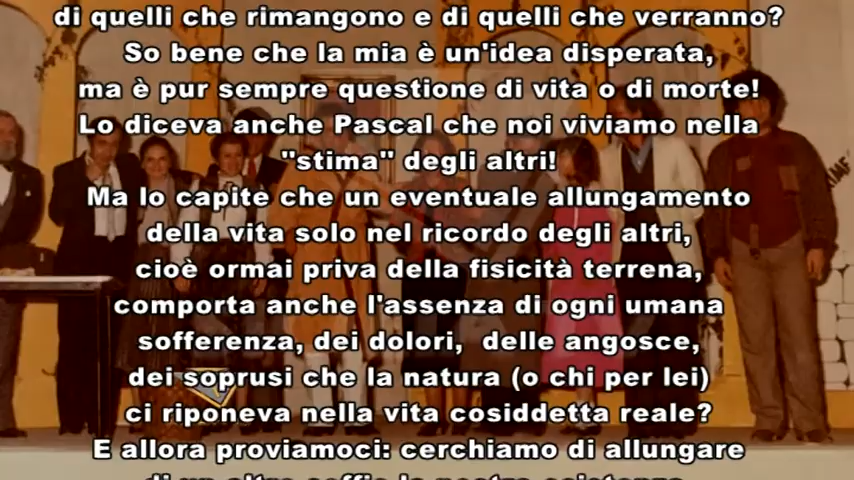 di quelli che rimangono e di quelli che verranno?
So bene che la mia è un'idea disperata,
ma è pur sempre questione di vita o di morte!
Lo diceva anche Pascal che noi viviamo nella
"stima" degli altri!
Ma lo capite che un eventuale allungamento
della vita solo nel ricordo degli altri,
cioè ormai priva della fisicità terrena,
comporta anche l'assenza di ogni umana
sofferenza, dei dolori,  delle angosce,
dei soprusi che la natura (o chi per lei)
ci riponeva nella vita cosiddetta reale?
E allora proviamoci: cerchiamo di allungare